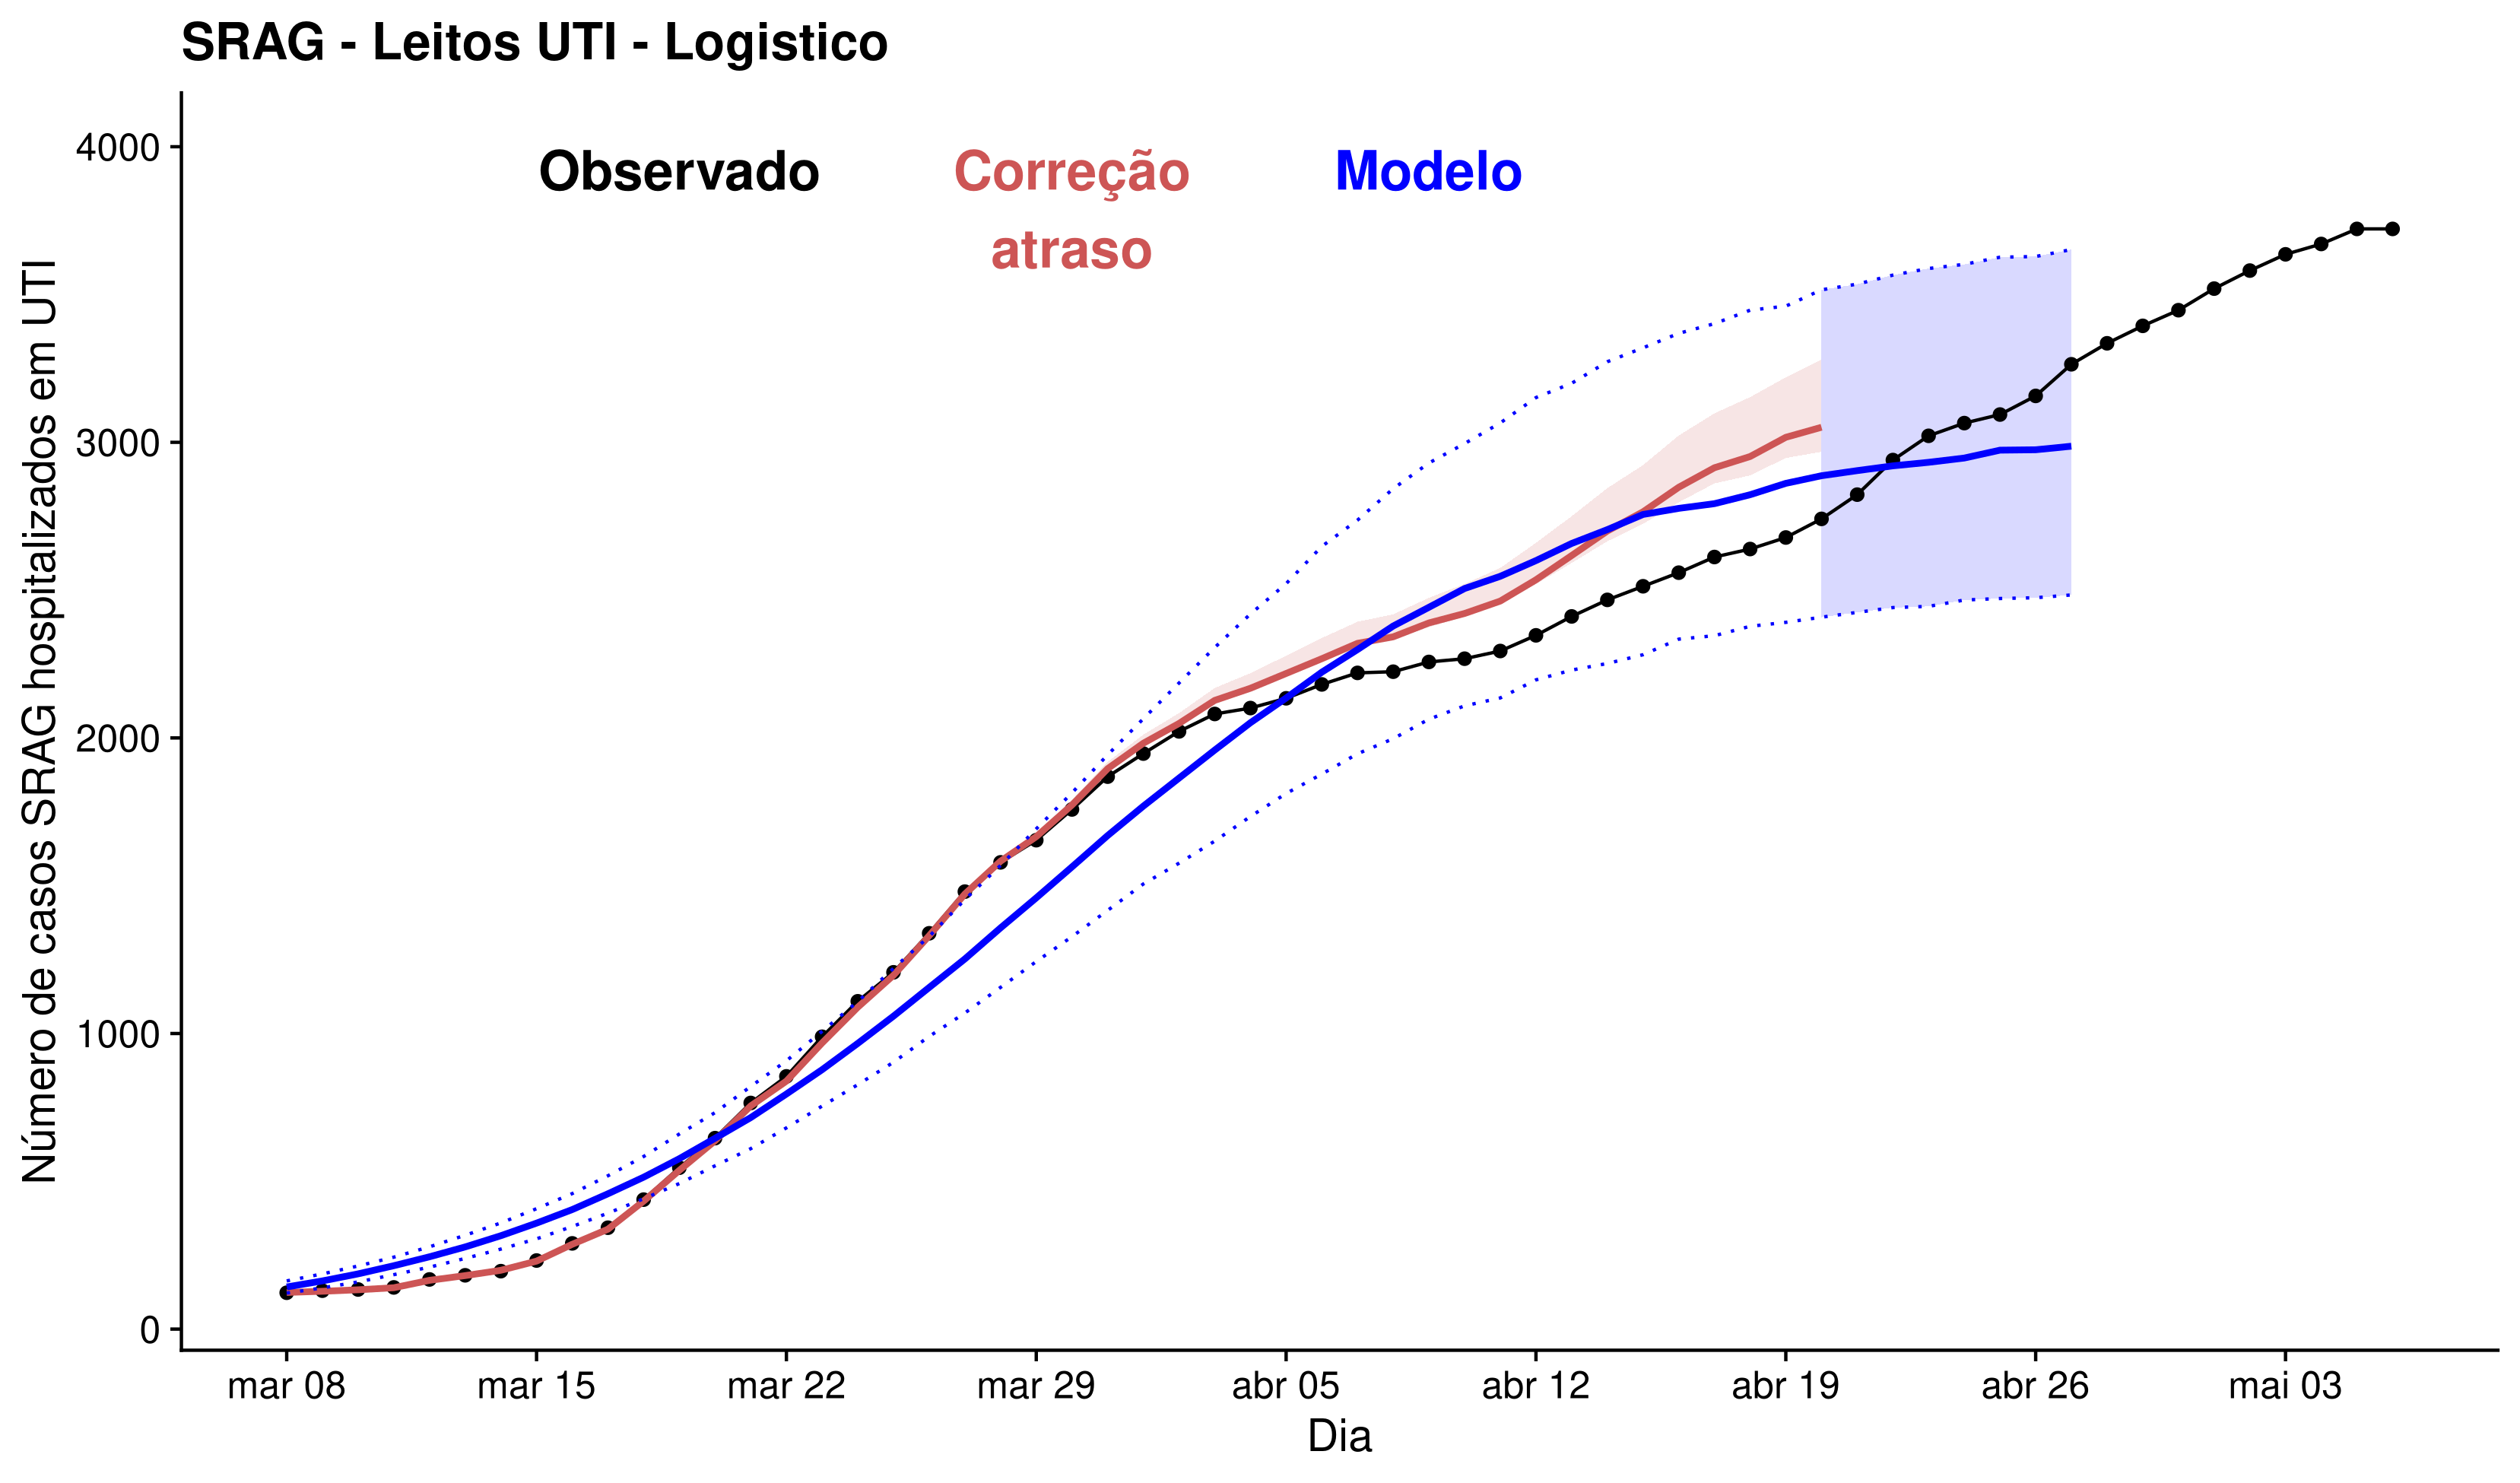 SRAG - Leitos UTI - Logistico
Observado
Correção
atraso
Modelo
Número de casos SRAG hospitalizados em UTI
4000
3000
2000
1000
0
mar 08
mar 15
mar 22
mar 29
abr 05
abr 12
abr 19
abr 26
mai 03
Dia